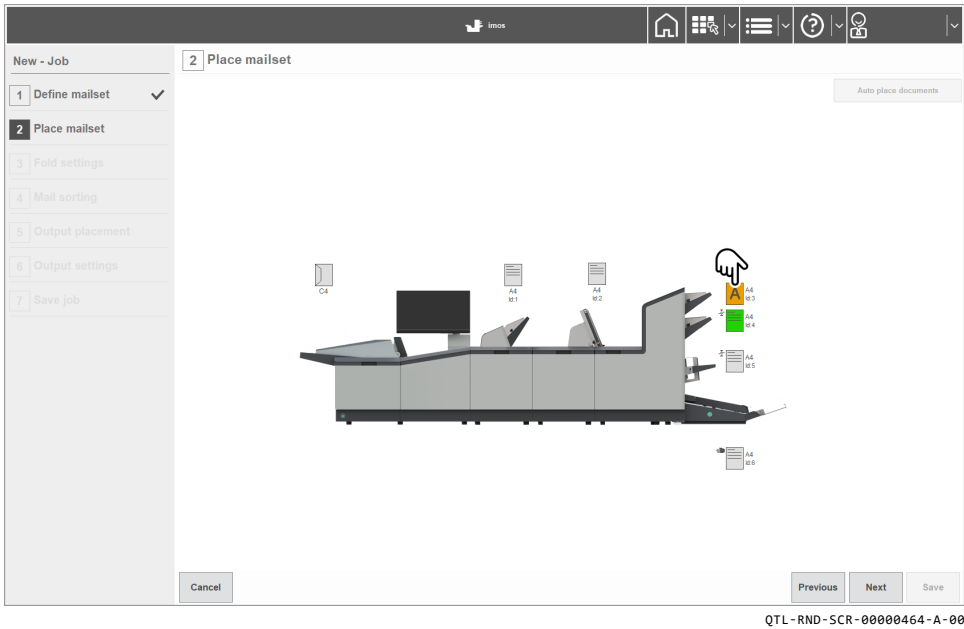 imos
New - Job
2 Place mailset
Auto place documents
1 Define mailset
2 Place mailset
3 Fold settings
4 Mail sorting
5 Output placement
6 Output settings
7 Save job
C4
A4
Id:1
A4
Id:2
A
A4
Id:3
A4
Id:4
A4
Id:5
A4
Id:6
Cancel
Previous
Next
Save
QTL-RND-SCR-00000464-A-00